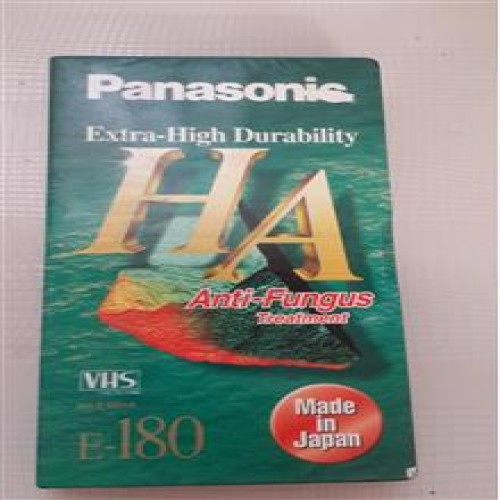 Panasonic
Extra-High Durability
HA
Anti-Fungus
Treatment
VHS
E-180
Made
in
Japan